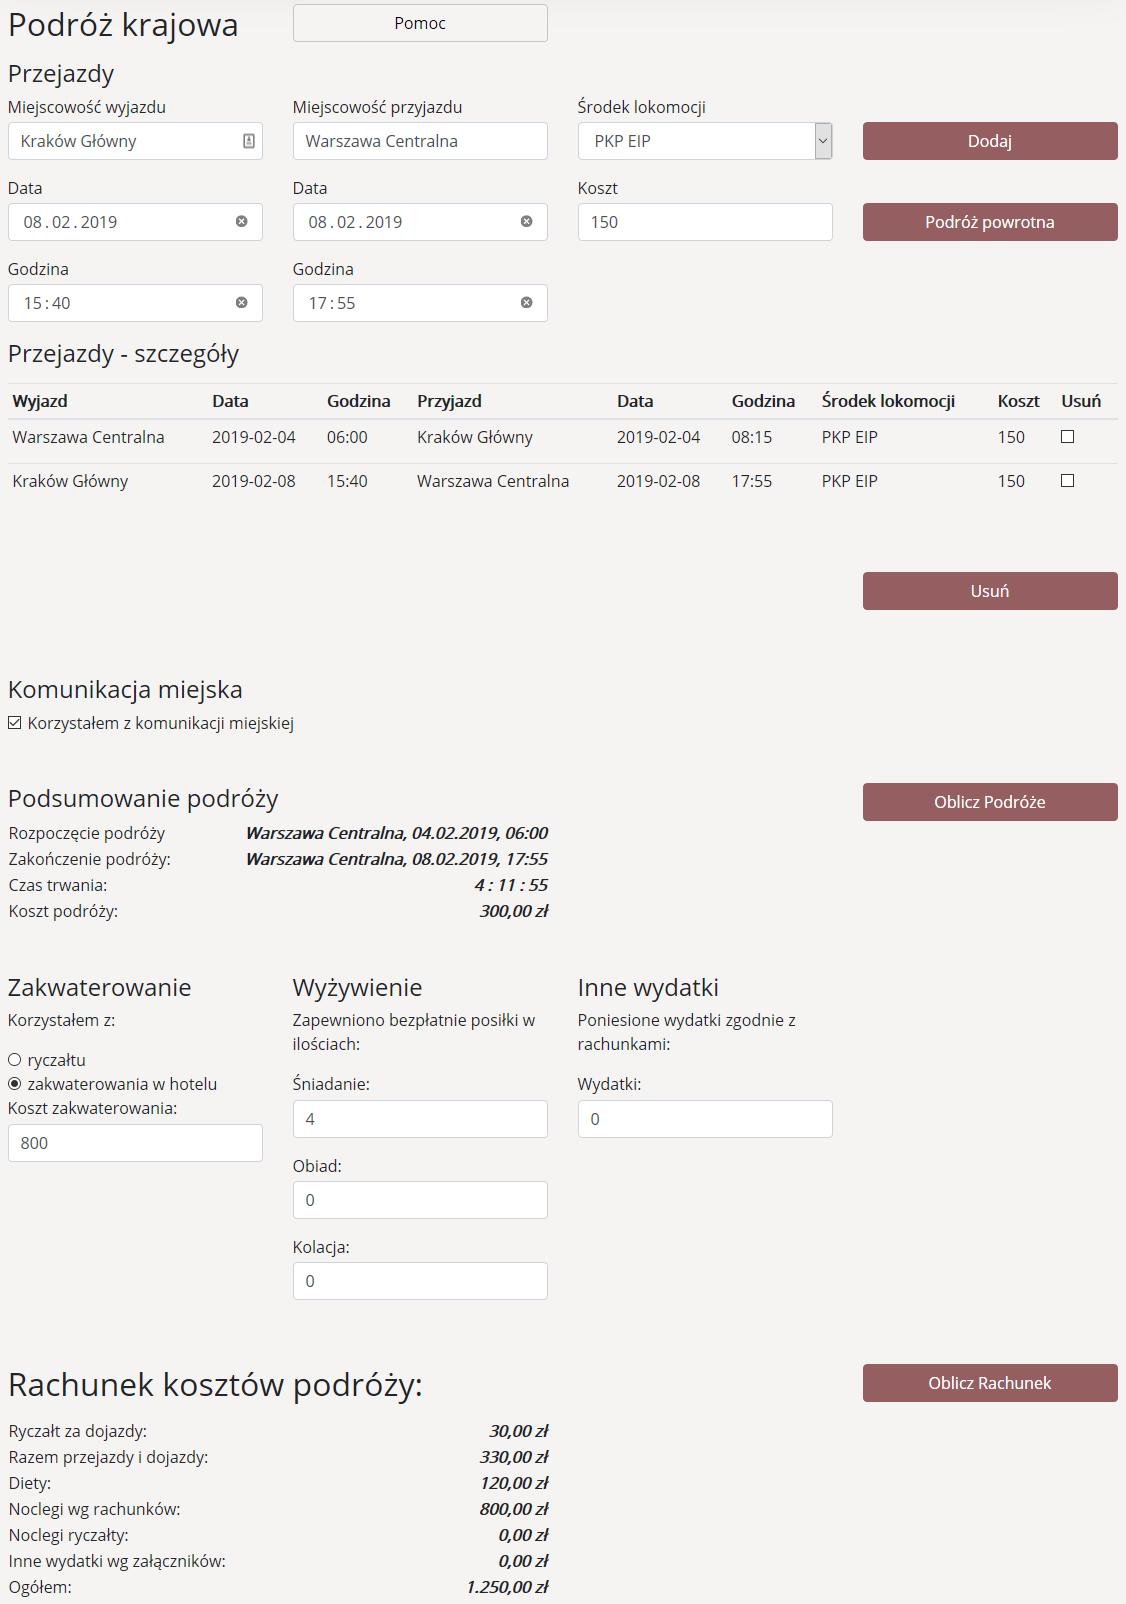 Podróż krajowa
Pomoc
Przejazdy
Miejscowość wyjazdu Miejscowość przyjazdu Środek lokomocji
Kraków Główny Warszawa Centralna PKP EIP Dodaj
Data Data Koszt
08.02.2019 08.02.2019 150 Podróż powrotna
Godzina Godzina
15:40 17:55
Przejazdy - szczegóły
Wyjazd Data Godzina Przyjazd Data Godzina Środek lokomocji Koszt Usuń
Warszawa Centralna 2019-02-04 06:00 Kraków Główny 2019-02-04 08:15 PKP EIP 150
Kraków Główny 2019-02-08 15:40 Warszawa Centralna 2019-02-08 17:55 PKP EIP 150
Usuń
Komunikacja miejska
Korzystałem z komunikacji miejskiej
Podsumowanie podróży
Oblicz Podróże
Rozpoczęcie podróży Warszawa Centralna, 04.02.2019, 06:00
Zakończenie podróży: Warszawa Centralna, 08.02.2019, 17:55
Czas trwania: 4 : 11 : 55
Koszt podróży: 300,00 zł
Zakwaterowanie
Korzystałem z:
ryczałtu
zakwaterowania w hotelu
Koszt zakwaterowania:
800
Wyżywienie
Zapewniono bezpłatnie posiłki w
ilościach:
Śniadanie:
4
Obiad:
0
Kolacja:
0
Inne wydatki
Poniesione wydatki zgodnie z
rachunkami:
Wydatki:
0
Rachunek kosztów podróży:
Oblicz Rachunek
Ryczałt za dojazdy: 30,00 zł
Razem przejazdy i dojazdy: 330,00 zł
Diety: 120,00 zł
Noclegi wg rachunków: 800,00 zł
Noclegi ryczałty: 0,00 zł
Inne wydatki wg załączników: 0,00 zł
Ogółem: 1.250,00 zł